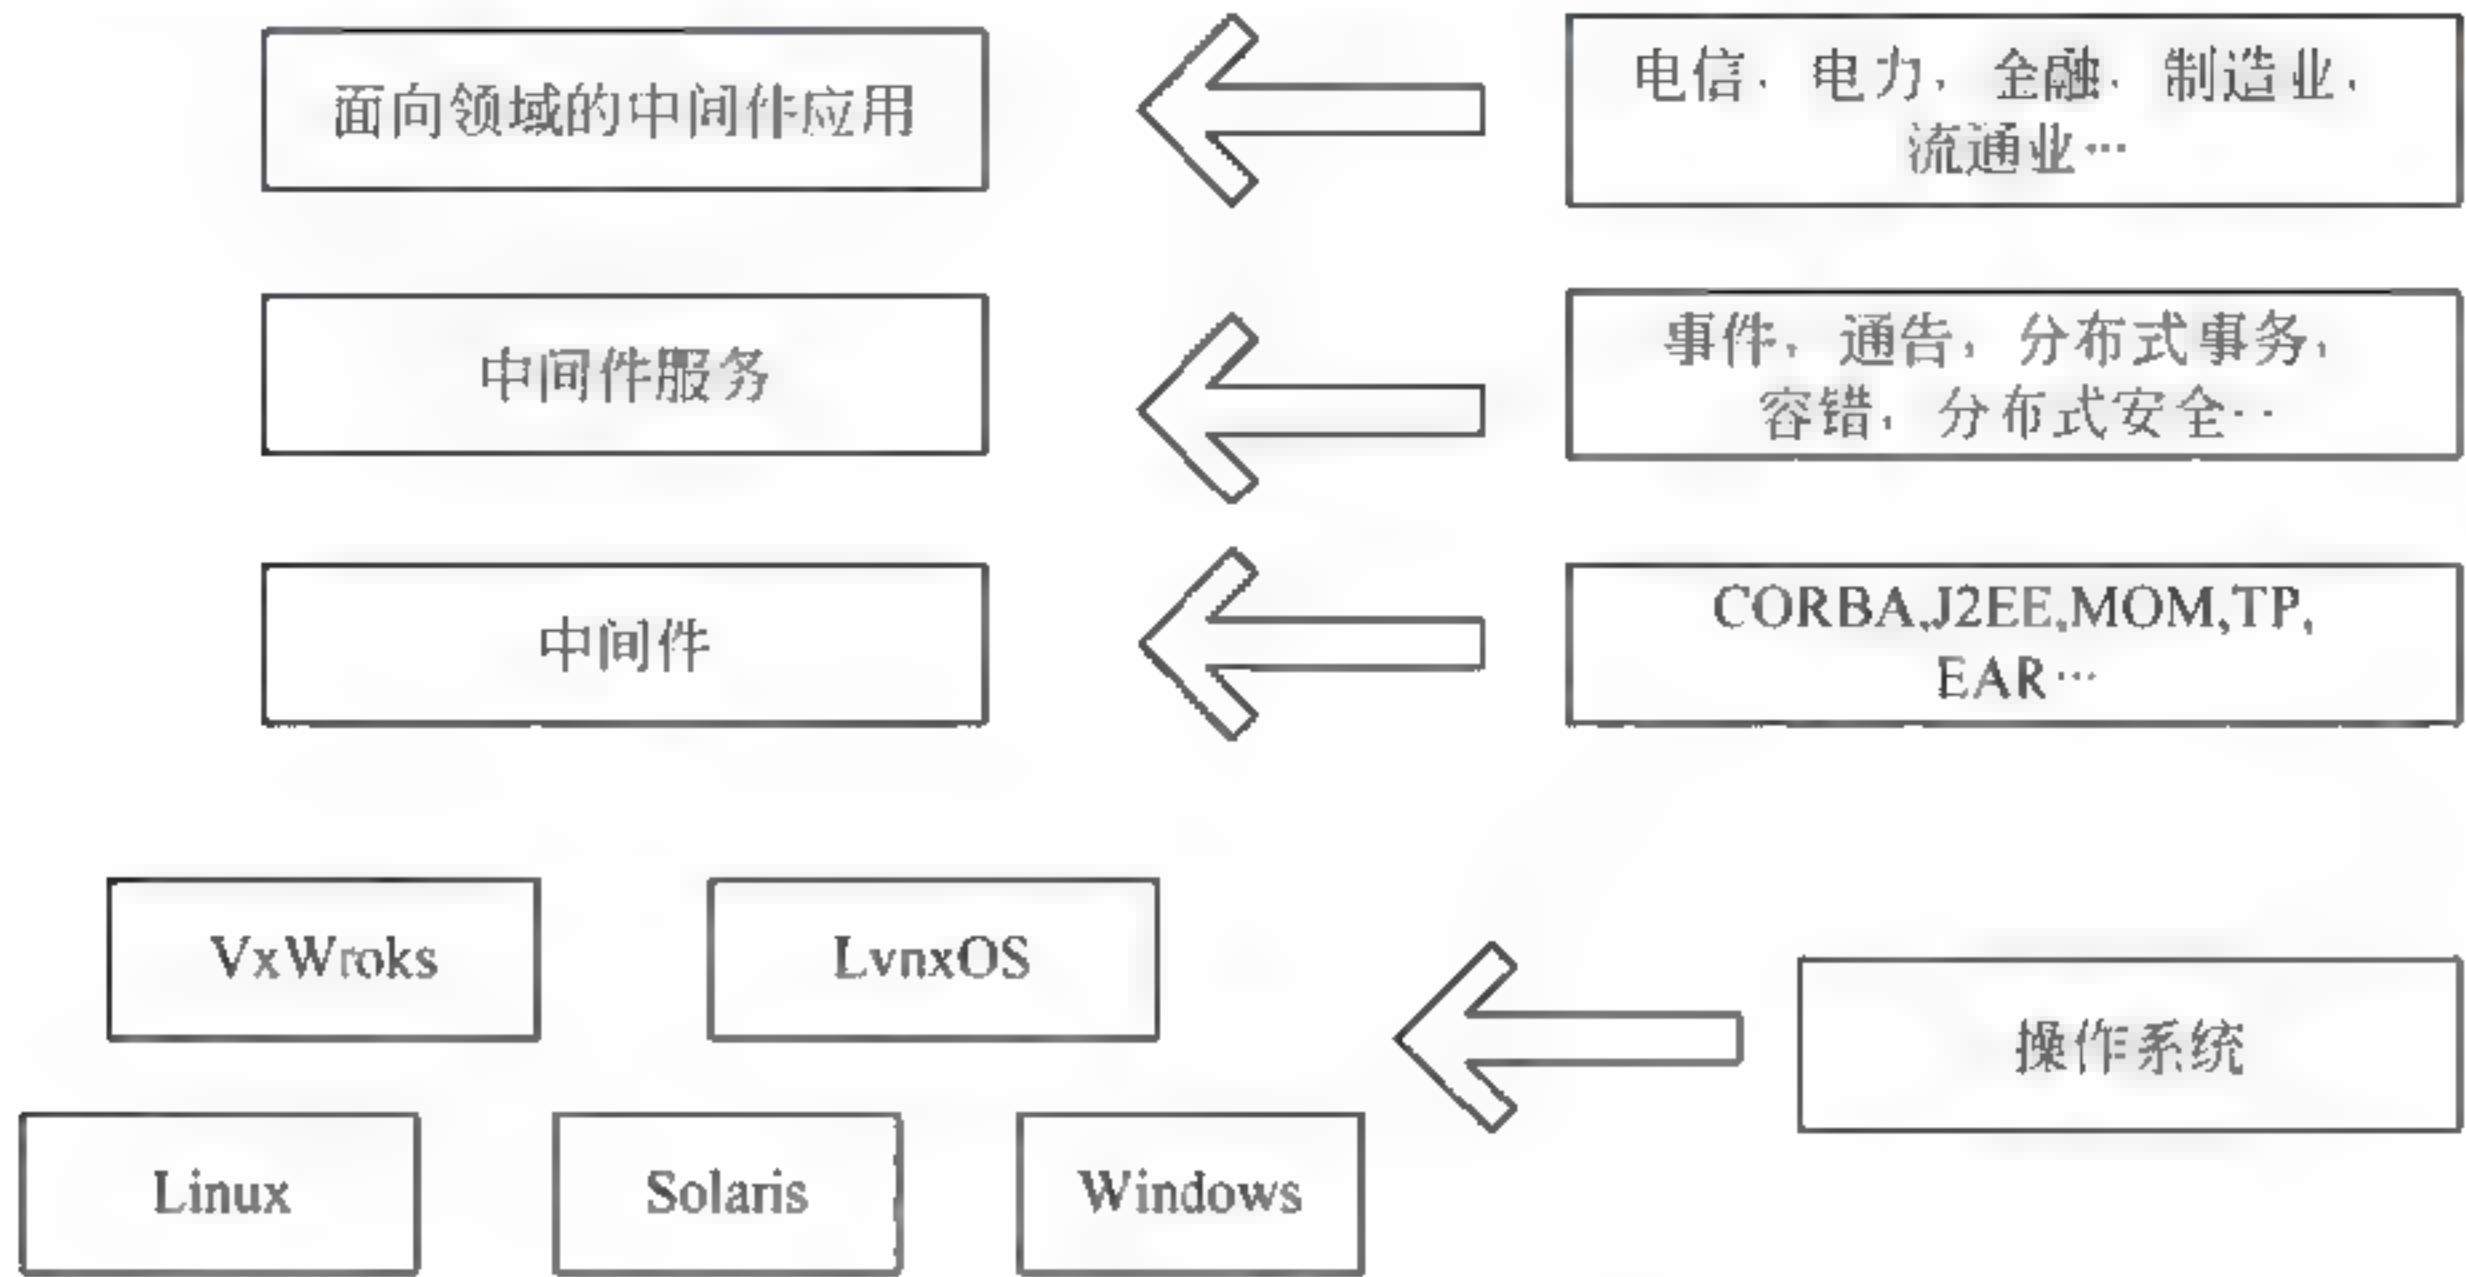 面向领域的中间件应用
电信，电力，金融，制造业，
流通业…
中间件服务
事件，通告，分布式事务，
容错，分布式安全…
中间件
CORBA,J2EE,MOM,TP,
EAR…
VxWroks
LvnxOS
操作系统
Linux
Solaris
Windows